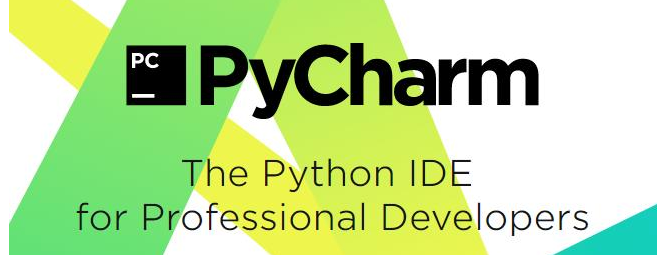 PC
PyCharm
The Python IDE
for Professional Developers